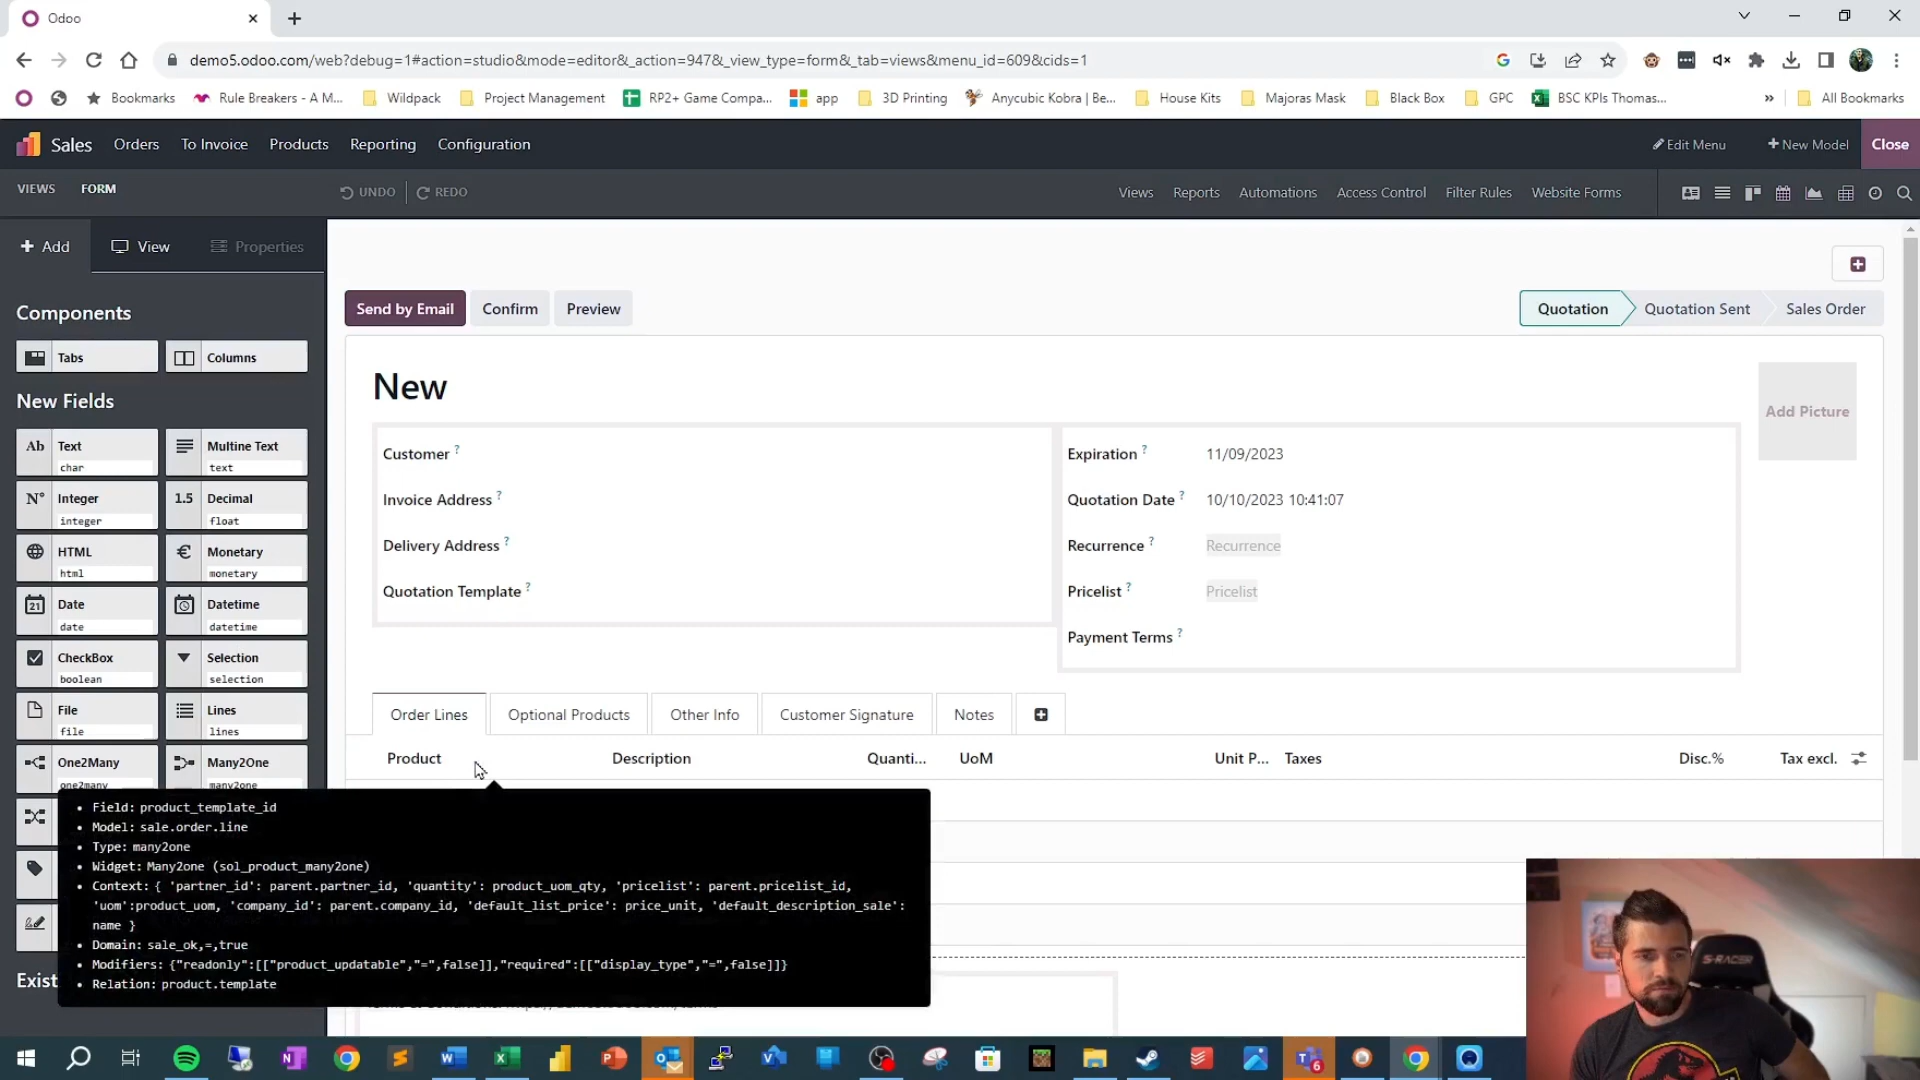 Odoo
demo5.odoo.com/web?debug=1#action=studio&mode=editor&_action=947&_view_type=form&_tab=views&menu_id=609&cids=1
Bookmarks
Rule Breakers - A M...
Wildpack
Project Management
RP2+ Game Compa...
app
3D Printing
Anycubic Kobra | Be...
House Kits
Majoras Mask
Black Box
GPC
BSC KPIs Thomas...
»
All Bookmarks
Sales
Orders
To Invoice
Products
Reporting
Configuration
Edit Menu
New Model
Close
VIEWS
FORM
UNDO
REDO
Views
Reports
Automations
Access Control
Filter Rules
Website Forms
Add
View
Properties
Components
Tabs
Columns
New Fields
Ab Text
char
Multine Text
text
N° Integer
integer
1.5 Decimal
float
HTML
html
€ Monetary
monetary
21 Date
date
Datetime
datetime
CheckBox
boolean
Selection
selection
File
file
Lines
lines
One2Many
one2many
Many2One
many2one
Exist
Send by Email
Confirm
Preview
Quotation
Quotation Sent
Sales Order
New
Add Picture
Customer ?
Invoice Address ?
Delivery Address ?
Quotation Template ?
Expiration ? 11/09/2023
Quotation Date ? 10/10/2023 10:41:07
Recurrence ? Recurrence
Pricelist ? Pricelist
Payment Terms ?
Order Lines
Optional Products
Other Info
Customer Signature
Notes
Product
Description
Quanti...
UoM
Unit P...
Taxes
Disc.%
Tax excl.
• Field: product_template_id
• Model: sale.order.line
• Type: many2one
• Widget: Many2one (sol_product_many2one)
• Context: { 'partner_id': parent.partner_id, 'quantity': product_uom_qty, 'pricelist': parent.pricelist_id,
'uom':product_uom, 'company_id': parent.company_id, 'default_list_price': price_unit, 'default_description_sale':
name }
• Domain: sale_ok,=,true
• Modifiers: {"readonly":[["product_updatable","=",false]],"required":[["display_type","=",false]]}
• Relation: product.template
S-RACER
6